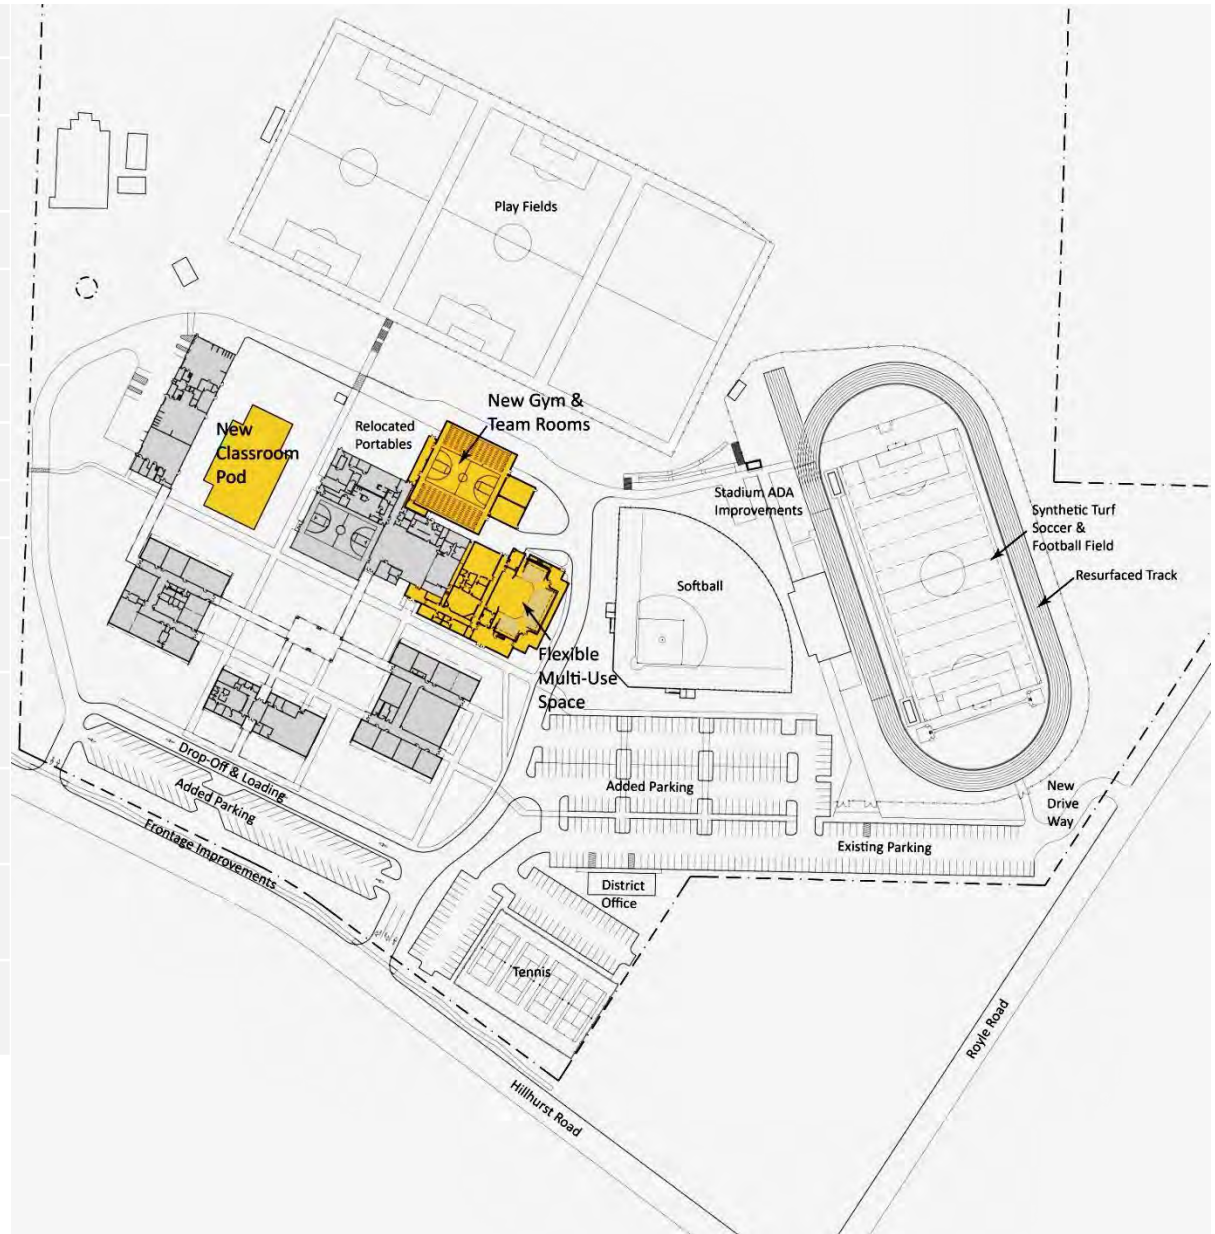 Play Fields
New Gym &
Team Rooms
Relocated
Portables
New
Classroom
Pod
Stadium ADA
Improvements
Synthetic Turf
Soccer &
Football Field
Resurfaced Track
Softball
Flexible
Multi-Use
Space
Drop-Off & Loading
Added Parking
Frontage Improvements
Added Parking
New
Drive
Way
Existing Parking
District
Office
Tennis
Royle Road
Hillhurst Road